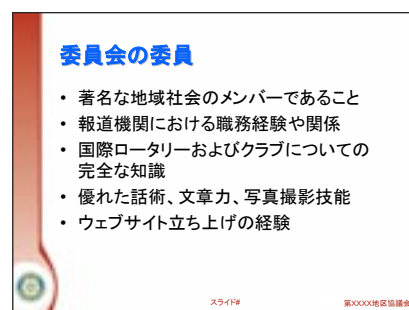 委員会の委員
• 著名な地域社会のメンバーであること
• 報道機関における職務経験や関係
• 国際ロータリーおよびクラブについての
完全な知識
• 優れた話術、文章力、写真撮影技能
• ウェブサイト立ち上げの経験
スライド#
第XXXX地区協議会